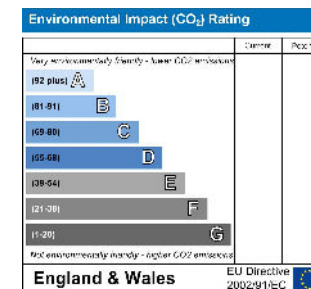 Environmental Impact (CO₂) Rating
Current
Very environmentally friendly - lower CO2 emissions
(92 plus) A
(81-91) B
(69-80) C
(55-68) D
(39-54) E
(21-38) F
(1-20) G
Not environmentally friendly - higher CO2 emissions
England & Wales
EU Directive
2002/91/EC